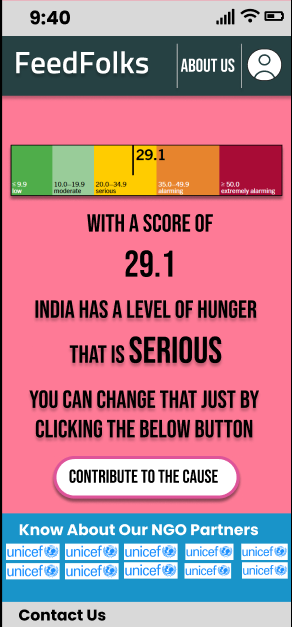 9:40
FeedFolks
ABOUT US
29.1
≤ 9.9 10.0–19.9 20.0–34.9 35.0–49.9 ≥ 50.0
low moderate serious alarming extremely alarming
WITH A SCORE OF
29.1
INDIA HAS A LEVEL OF HUNGER
THAT IS SERIOUS
YOU CAN CHANGE THAT JUST BY
CLICKING THE BELOW BUTTON
CONTRIBUTE TO THE CAUSE
Know About Our NGO Partners
unicef unicef unicef unicef unicef
unicef unicef unicef unicef unicef
Contact Us